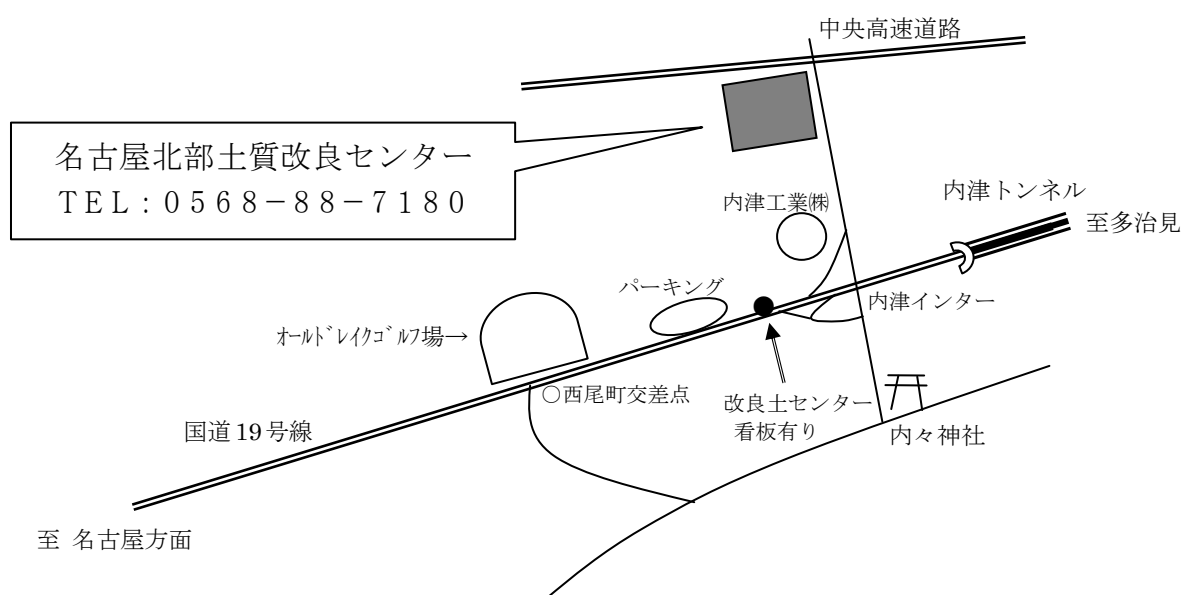 中央高速道路
名古屋北部土質改良センター
TEL:0568-88-7180
内津工業㈱
内津トンネル
至多治見
パーキング
内津インター
オールドレイクゴルフ場→
○西尾町交差点
改良土センター
看板有り
国道19号線
内々神社
至 名古屋方面